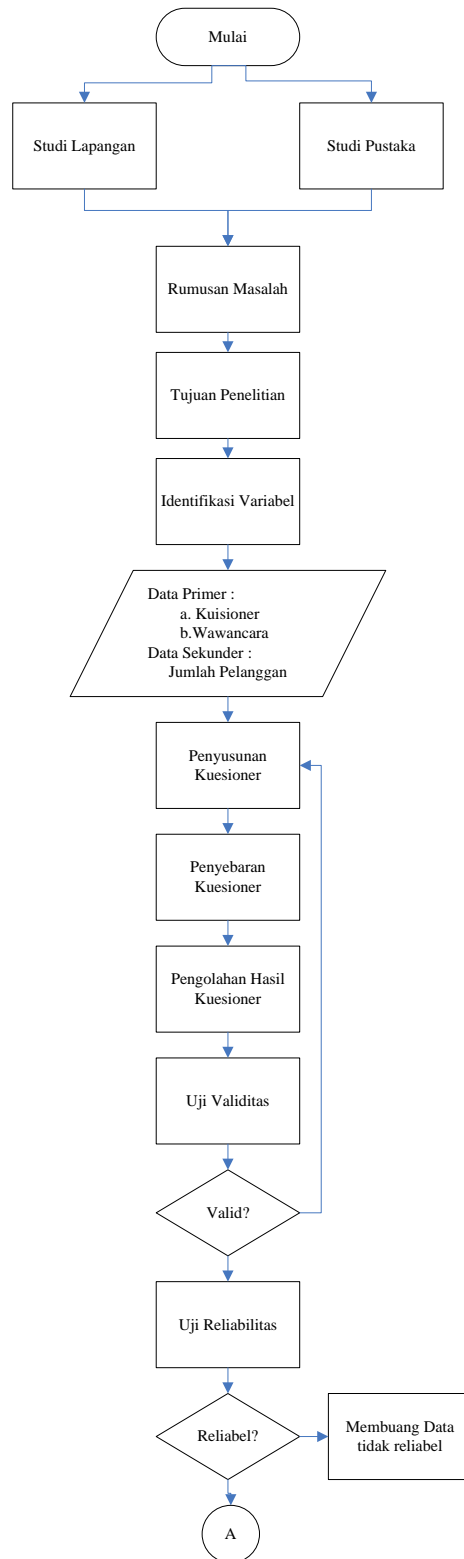 Mulai
Studi Lapangan
Studi Pustaka
Rumusan Masalah
Tujuan Penelitian
Identifikasi Variabel
Data Primer :
a. Kuisioner
b.Wawancara
Data Sekunder :
Jumlah Pelanggan
Penyusunan
Kuesioner
Penyebaran
Kuesioner
Pengolahan Hasil
Kuesioner
Uji Validitas
Valid?
Uji Reliabilitas
Reliabel?
Membuang Data
tidak reliabel
A